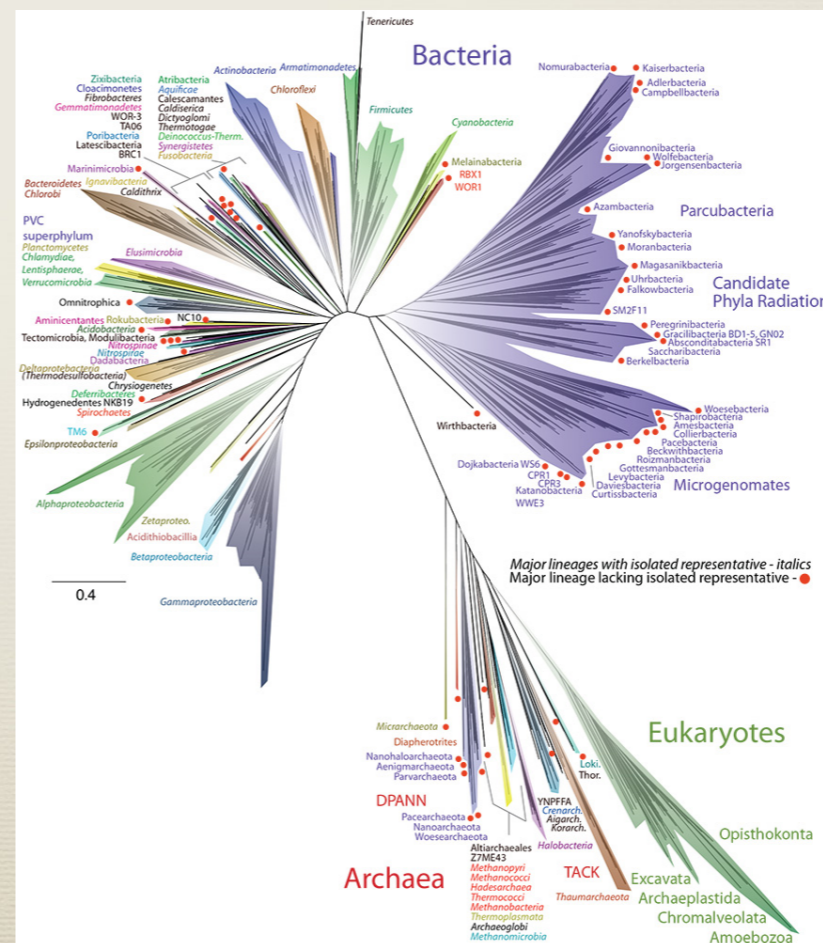 Tenericutes
Bacteria
Actinobacteria
Armatimonadetes
Zixibacteria
Cloacimonetes
Fibrobacteres
Gemmatimonadetes
WOR-3
TA06
Poribacteria
Latescibacteria
BRC1
Atribacteria
Aquificae
Calescamantes
Caldiserica
Dictyoglomi
Thermotogae
Deinococcus-Therm.
Synergistetes
Fusobacteria
Chloroflexi
Firmicutes
Cyanobacteria
Melainabacteria
RBX1
WOR1
Nomurabacteria
Kaiserbacteria
Adlerbacteria
Campbellbacteria
Giovannonibacteria
Wolfebacteria
Jorgensenbacteria
Azambacteria
Parcubacteria
Yanofskybacteria
Moranbacteria
Magasanikbacteria
Uhrbacteria
Falkowbacteria
Candidate
Phyla Radiation
SM2F11
Peregrinibacteria
Gracilibacteria BD1-5, GN02
Absconditabacteria SR1
Saccharibacteria
Berkelbacteria
Marinimicrobia
Ignavibacteria
Bacteroidetes
Chlorobi
Caldithrix
PVC
superphylum
Planctomycetes
Chlamydiae,
Lentisphaerae,
Verrucomicrobia
Elusimicrobia
Omnitrophica
Aminicentantes
Rokubacteria
NC10
Acidobacteria
Tectomicrobia, Modulibacteria
Nitrospinae
Nitrospirae
Dadabacteria
Deltaprotebacteria
(Thermodesulfobacteria)
Chrysiogenetes
Deferribacteres
Hydrogenedentes NKB19
Spirochaetes
TM6
Epsilonproteobacteria
Alphaproteobacteria
Zetaproteo.
Acidithiobacillia
Betaproteobacteria
Gammaproteobacteria
0.4
Wirthbacteria
Woesebacteria
Shapirobacteria
Amesbacteria
Collierbacteria
Pacebacteria
Beckwithbacteria
Roizmanbacteria
Gottesmanbacteria
Levybacteria
Daviesbacteria
Curtissbacteria
Dojkabacteria WS6
CPR1
CPR3
Katanobacteria
WWE3
Microgenomates
Major lineages with isolated representative - italics
Major lineage lacking isolated representative -
Micrarchaeota
Diapherotrites
Nanohaloarchaeota
Aenigmarchaeota
Parvarchaeota
DPANN
Pacearchaeota
Nanoarchaeota
Woesearchaeota
Archaea
Altiarchaeales
Z7ME43
Methanopyri
Methanococci
Hadesarchaea
Thermococci
Methanobacteria
Thermoplasmata
Archaeoglobi
Methanomicrobia
Halobacteria
YNPFFA
Crenarch.
Aigarch.
Korarch.
TACK
Thaumarchaeota
Loki.
Thor.
Eukaryotes
Opisthokonta
Excavata
Archaeplastida
Chromalveolata
Amoebozoa